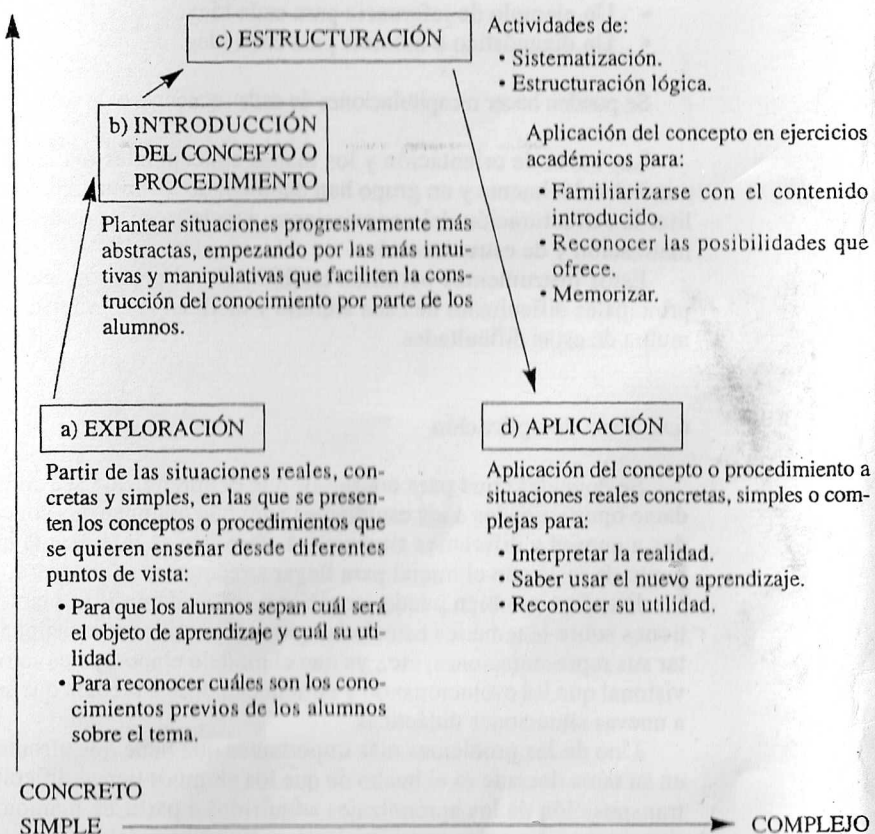 c) ESTRUCTURACIÓN
Actividades de:
• Sistematización.
• Estructuración lógica.
Aplicación del concepto en ejercicios
académicos para:
• Familiarizarse con el contenido
introducido.
• Reconocer las posibilidades que
ofrece.
• Memorizar.
b) INTRODUCCIÓN
DEL CONCEPTO O
PROCEDIMIENTO
Plantear situaciones progresivamente más
abstractas, empezando por las más intui-
tivas y manipulativas que faciliten la cons-
trucción del conocimiento por parte de los
alumnos.
a) EXPLORACIÓN
Partir de las situaciones reales, con-
cretas y simples, en las que se presen-
ten los conceptos o procedimientos que
se quieren enseñar desde diferentes
puntos de vista:
• Para que los alumnos sepan cuál será
el objeto de aprendizaje y cuál su uti-
lidad.
• Para reconocer cuáles son los cono-
cimientos previos de los alumnos
sobre el tema.
d) APLICACIÓN
Aplicación del concepto o procedimiento a
situaciones reales concretas, simples o com-
plejas para:
• Interpretar la realidad.
• Saber usar el nuevo aprendizaje.
• Reconocer su utilidad.
CONCRETO
SIMPLE
COMPLEJO